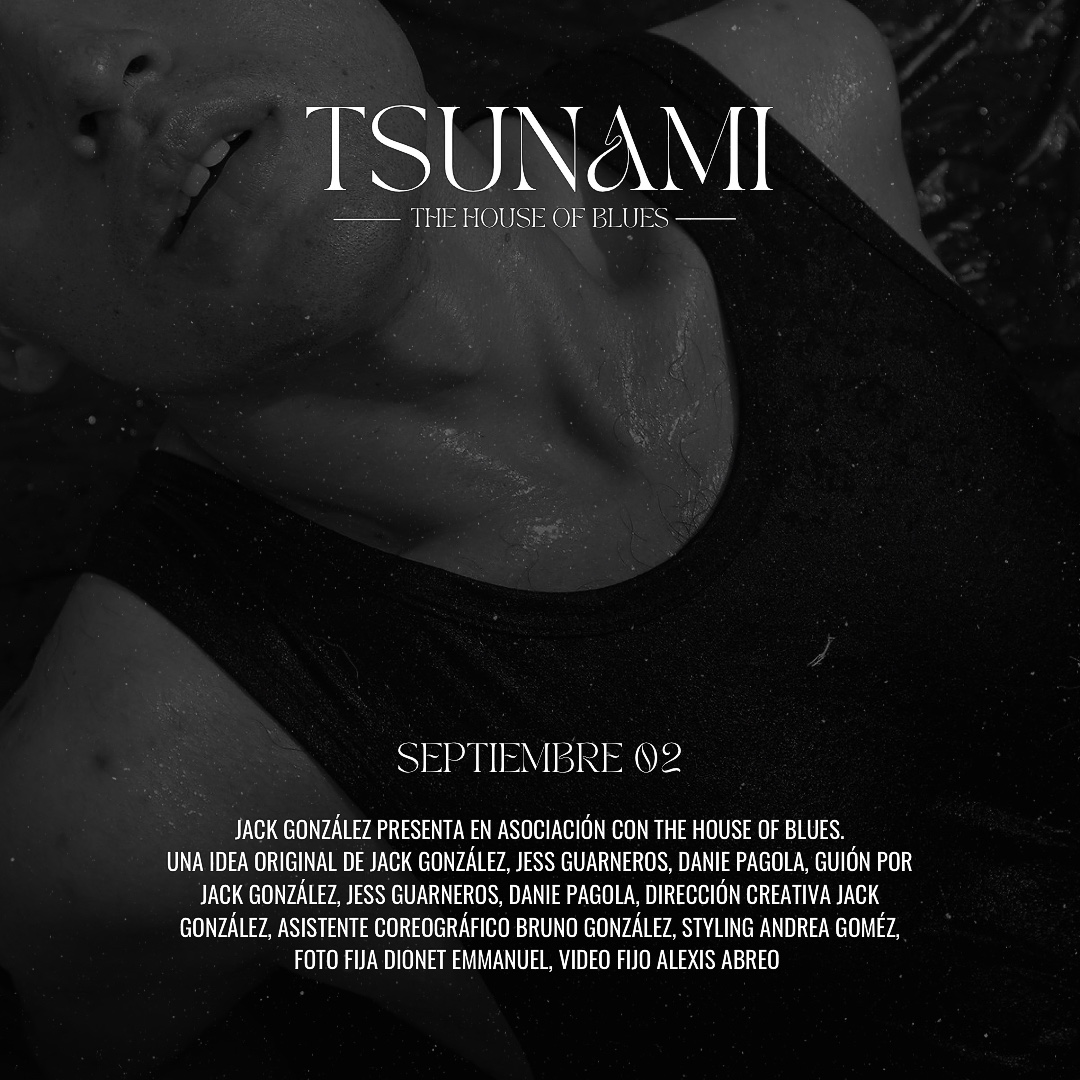 TSUNAMI
THE HOUSE OF BLUES
SEPTIEMBRE 02
JACK GONZÁLEZ PRESENTA EN ASOCIACIÓN CON THE HOUSE OF BLUES.
UNA IDEA ORIGINAL DE JACK GONZÁLEZ, JESS GUARNEROS, DANIE PAGOLA, GUIÓN POR
JACK GONZÁLEZ, JESS GUARNEROS, DANIE PAGOLA, DIRECCIÓN CREATIVA JACK
GONZÁLEZ, ASISTENTE COREOGRÁFICO BRUNO GONZÁLEZ, STYLING ANDREA GOMÉZ,
FOTO FIJA DIONET EMMANUEL, VIDEO FIJO ALEXIS ABREO